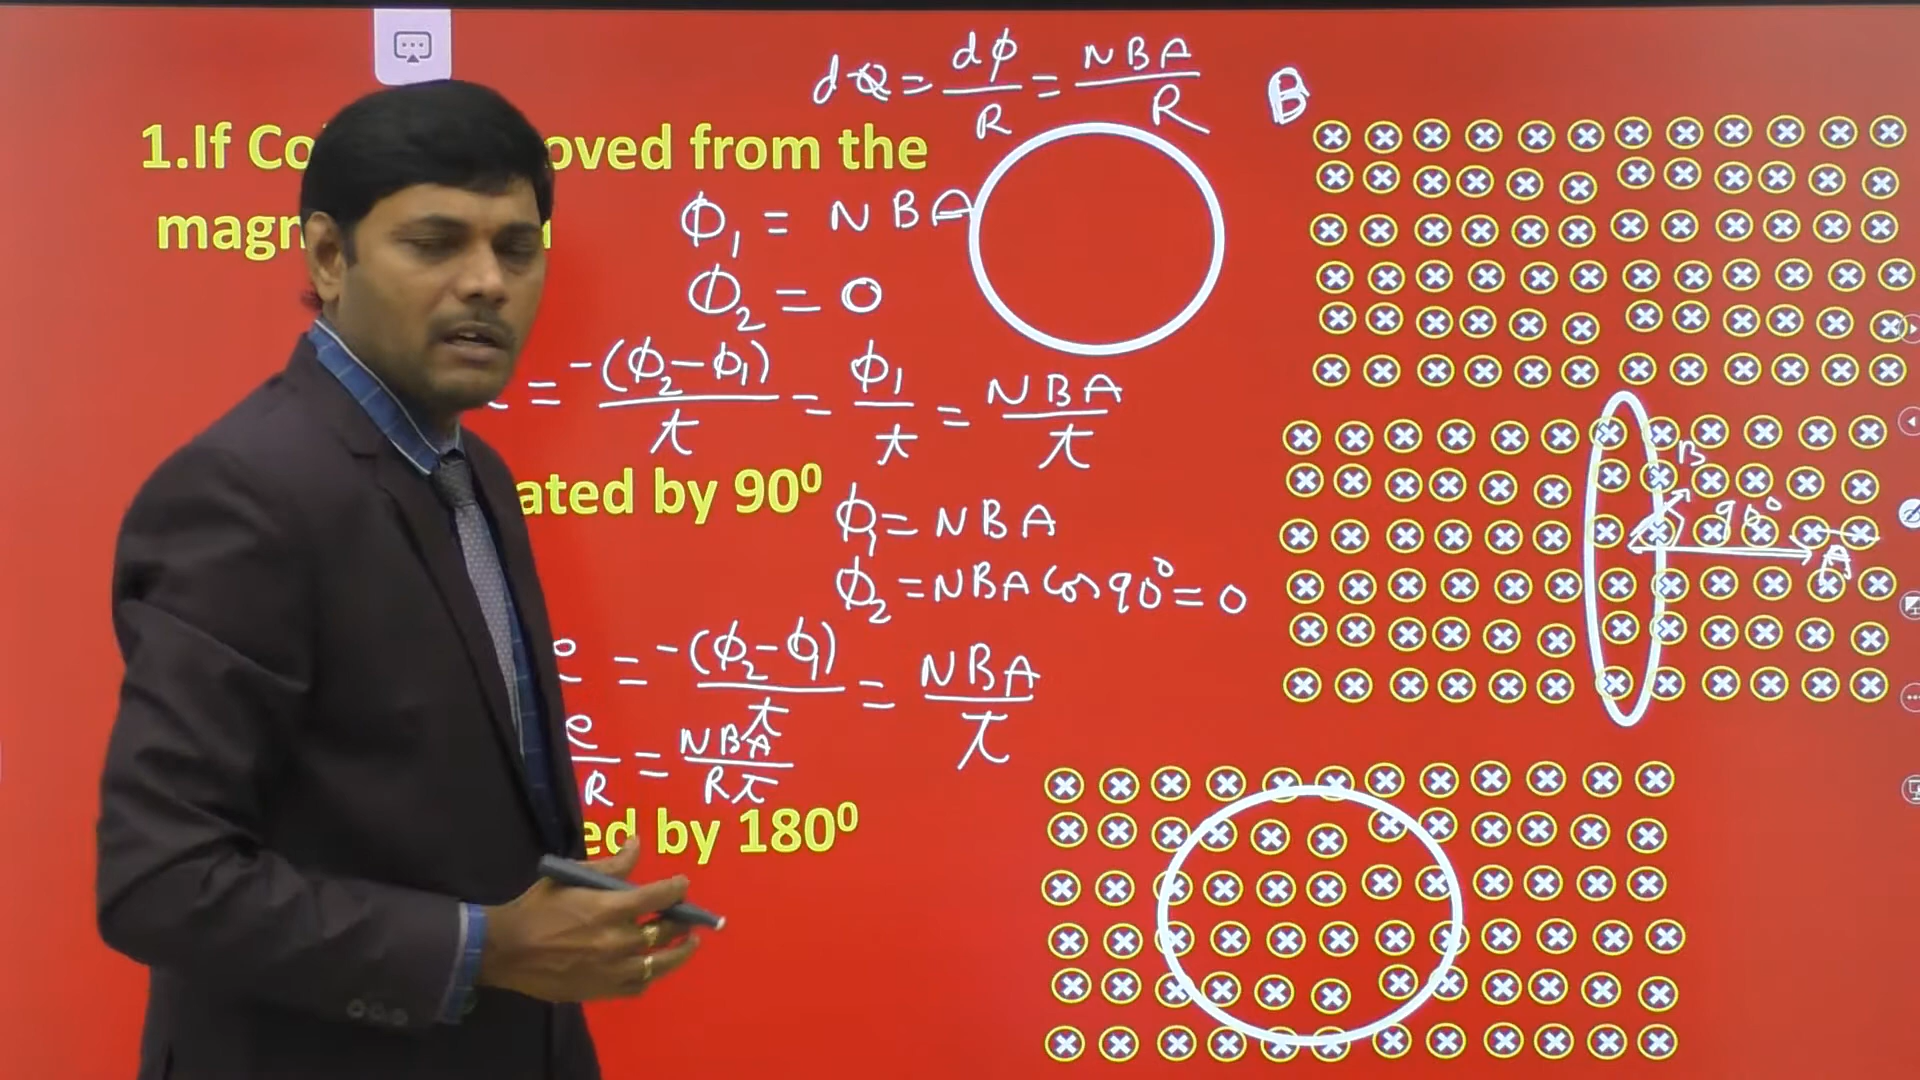 dQ = dϕ/R = NBA/R
B
1.If Co oved from the
magn
ϕ₁ = NBA
ϕ₂ = 0
= -(ϕ₂-ϕ₁)/t = ϕ₁/t = NBA/t
ated by 90⁰
ϕ₁ = NBA
ϕ₂ = NBA Cos 90° = 0
e = -(ϕ₂-ϕ₁)/t = NBA/t
e/R = NBA/Rt
ed by 180⁰
B
90°
A